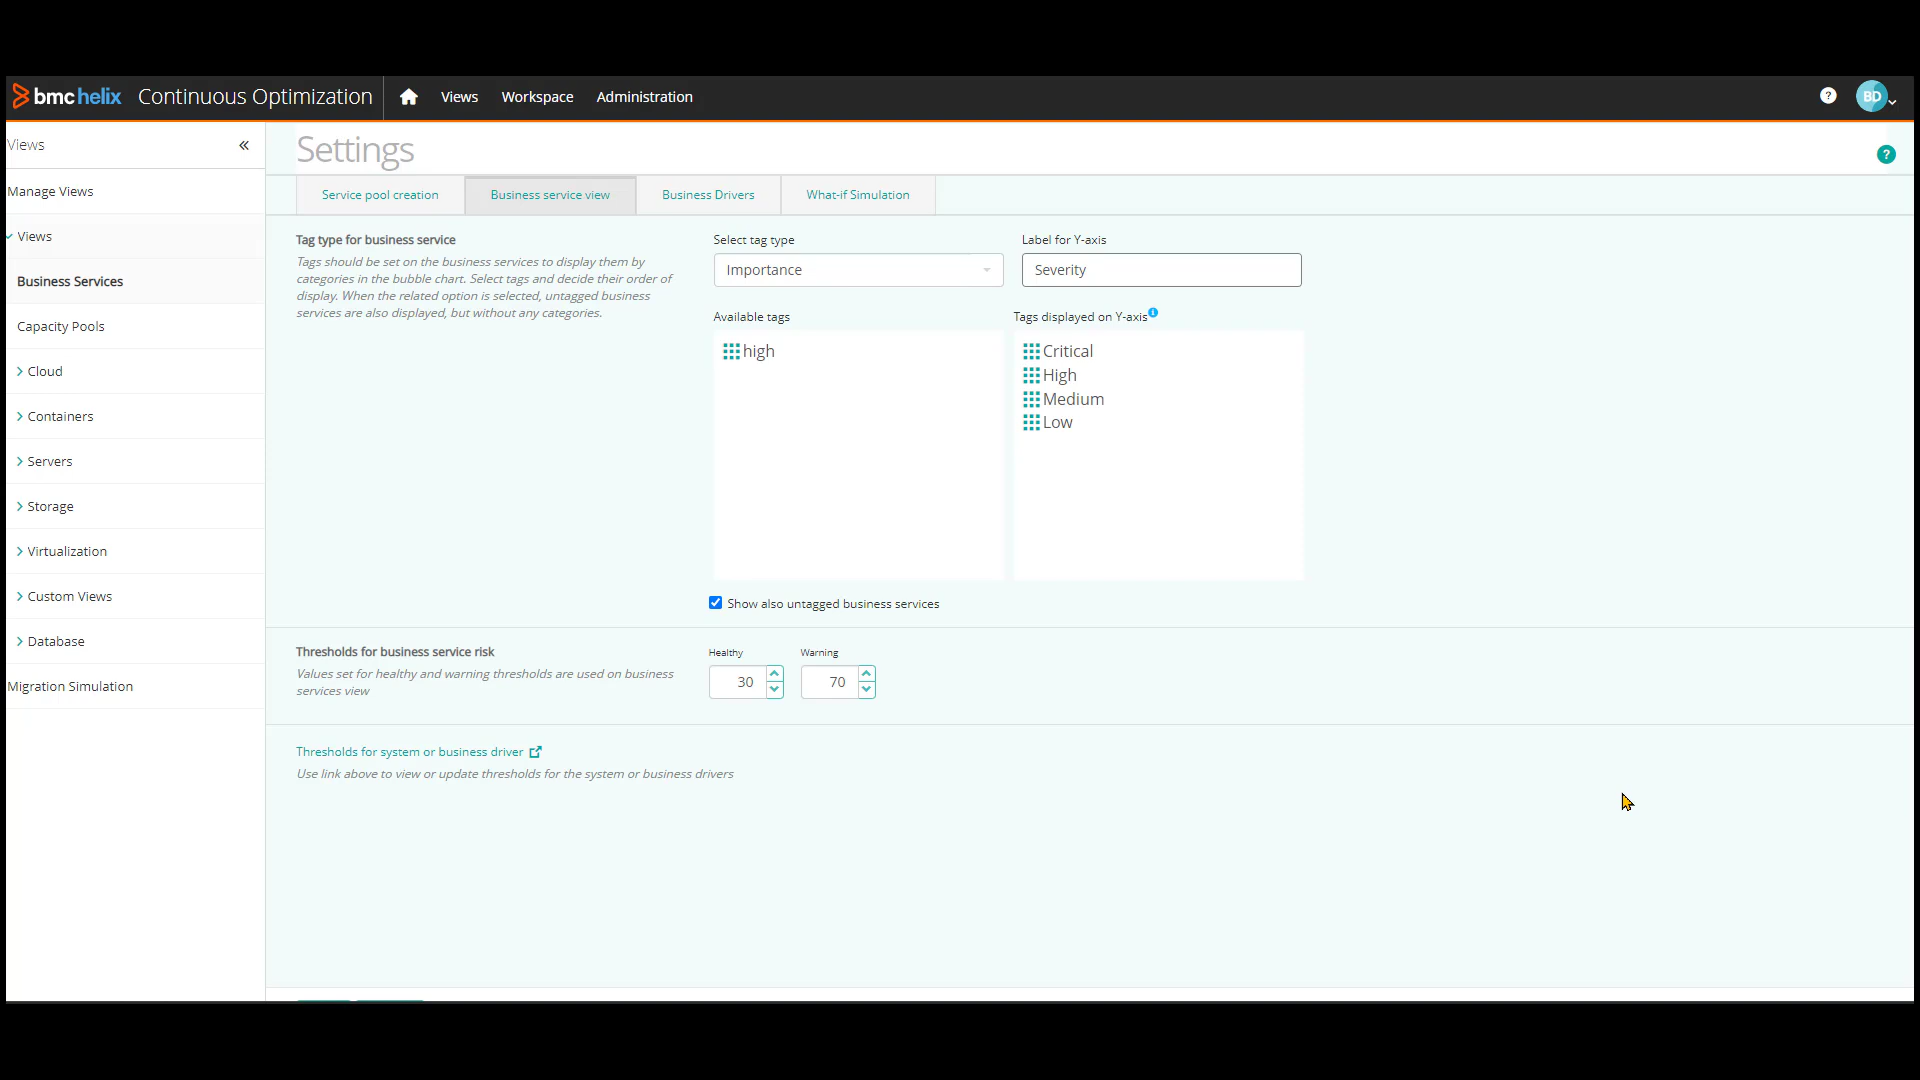 bmchelix Continuous Optimization Views Workspace Administration ? BD
Views «
Settings
?
Manage Views
Service pool creation Business service view Business Drivers What-if Simulation
Views
Tag type for business service
Tags should be set on the business services to display them by
categories in the bubble chart. Select tags and decide their order of
display. When the related option is selected, untagged business
services are also displayed, but without any categories.
Select tag type
Importance
Label for Y-axis
Severity
Business Services
Available tags
high
Tags displayed on Y-axis
Critical
High
Medium
Low
Capacity Pools
Cloud
Containers
Servers
Storage
Virtualization
Custom Views
Database
Migration Simulation
Show also untagged business services
Thresholds for business service risk
Values set for healthy and warning thresholds are used on business
services view
Healthy
30
Warning
70
Thresholds for system or business driver
Use link above to view or update thresholds for the system or business drivers